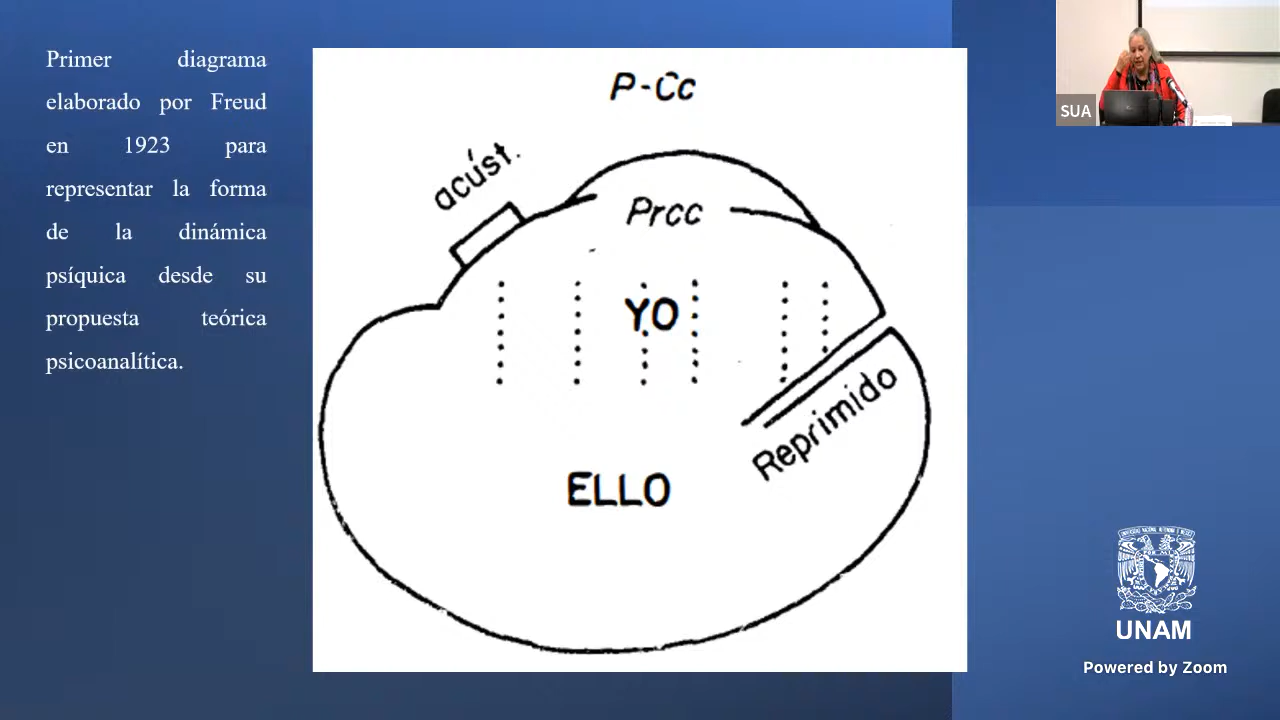 Primer diagrama
elaborado por Freud
en 1923 para
representar la forma
de la dinámica
psíquica desde su
propuesta teórica
psicoanalítica.
P-Cc
acúst.
Prcc
YO
Reprimido
ELLO
SUA
UNAM
Powered by Zoom